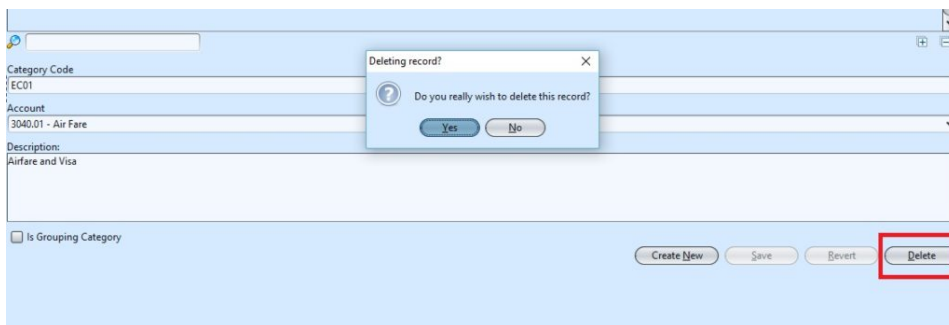 Deleting record?
Category Code
EC01
Do you really wish to delete this record?
Account
3040.01 - Air Fare
Yes No
Description:
Airfare and Visa
Is Grouping Category
Create New Save Revert Delete